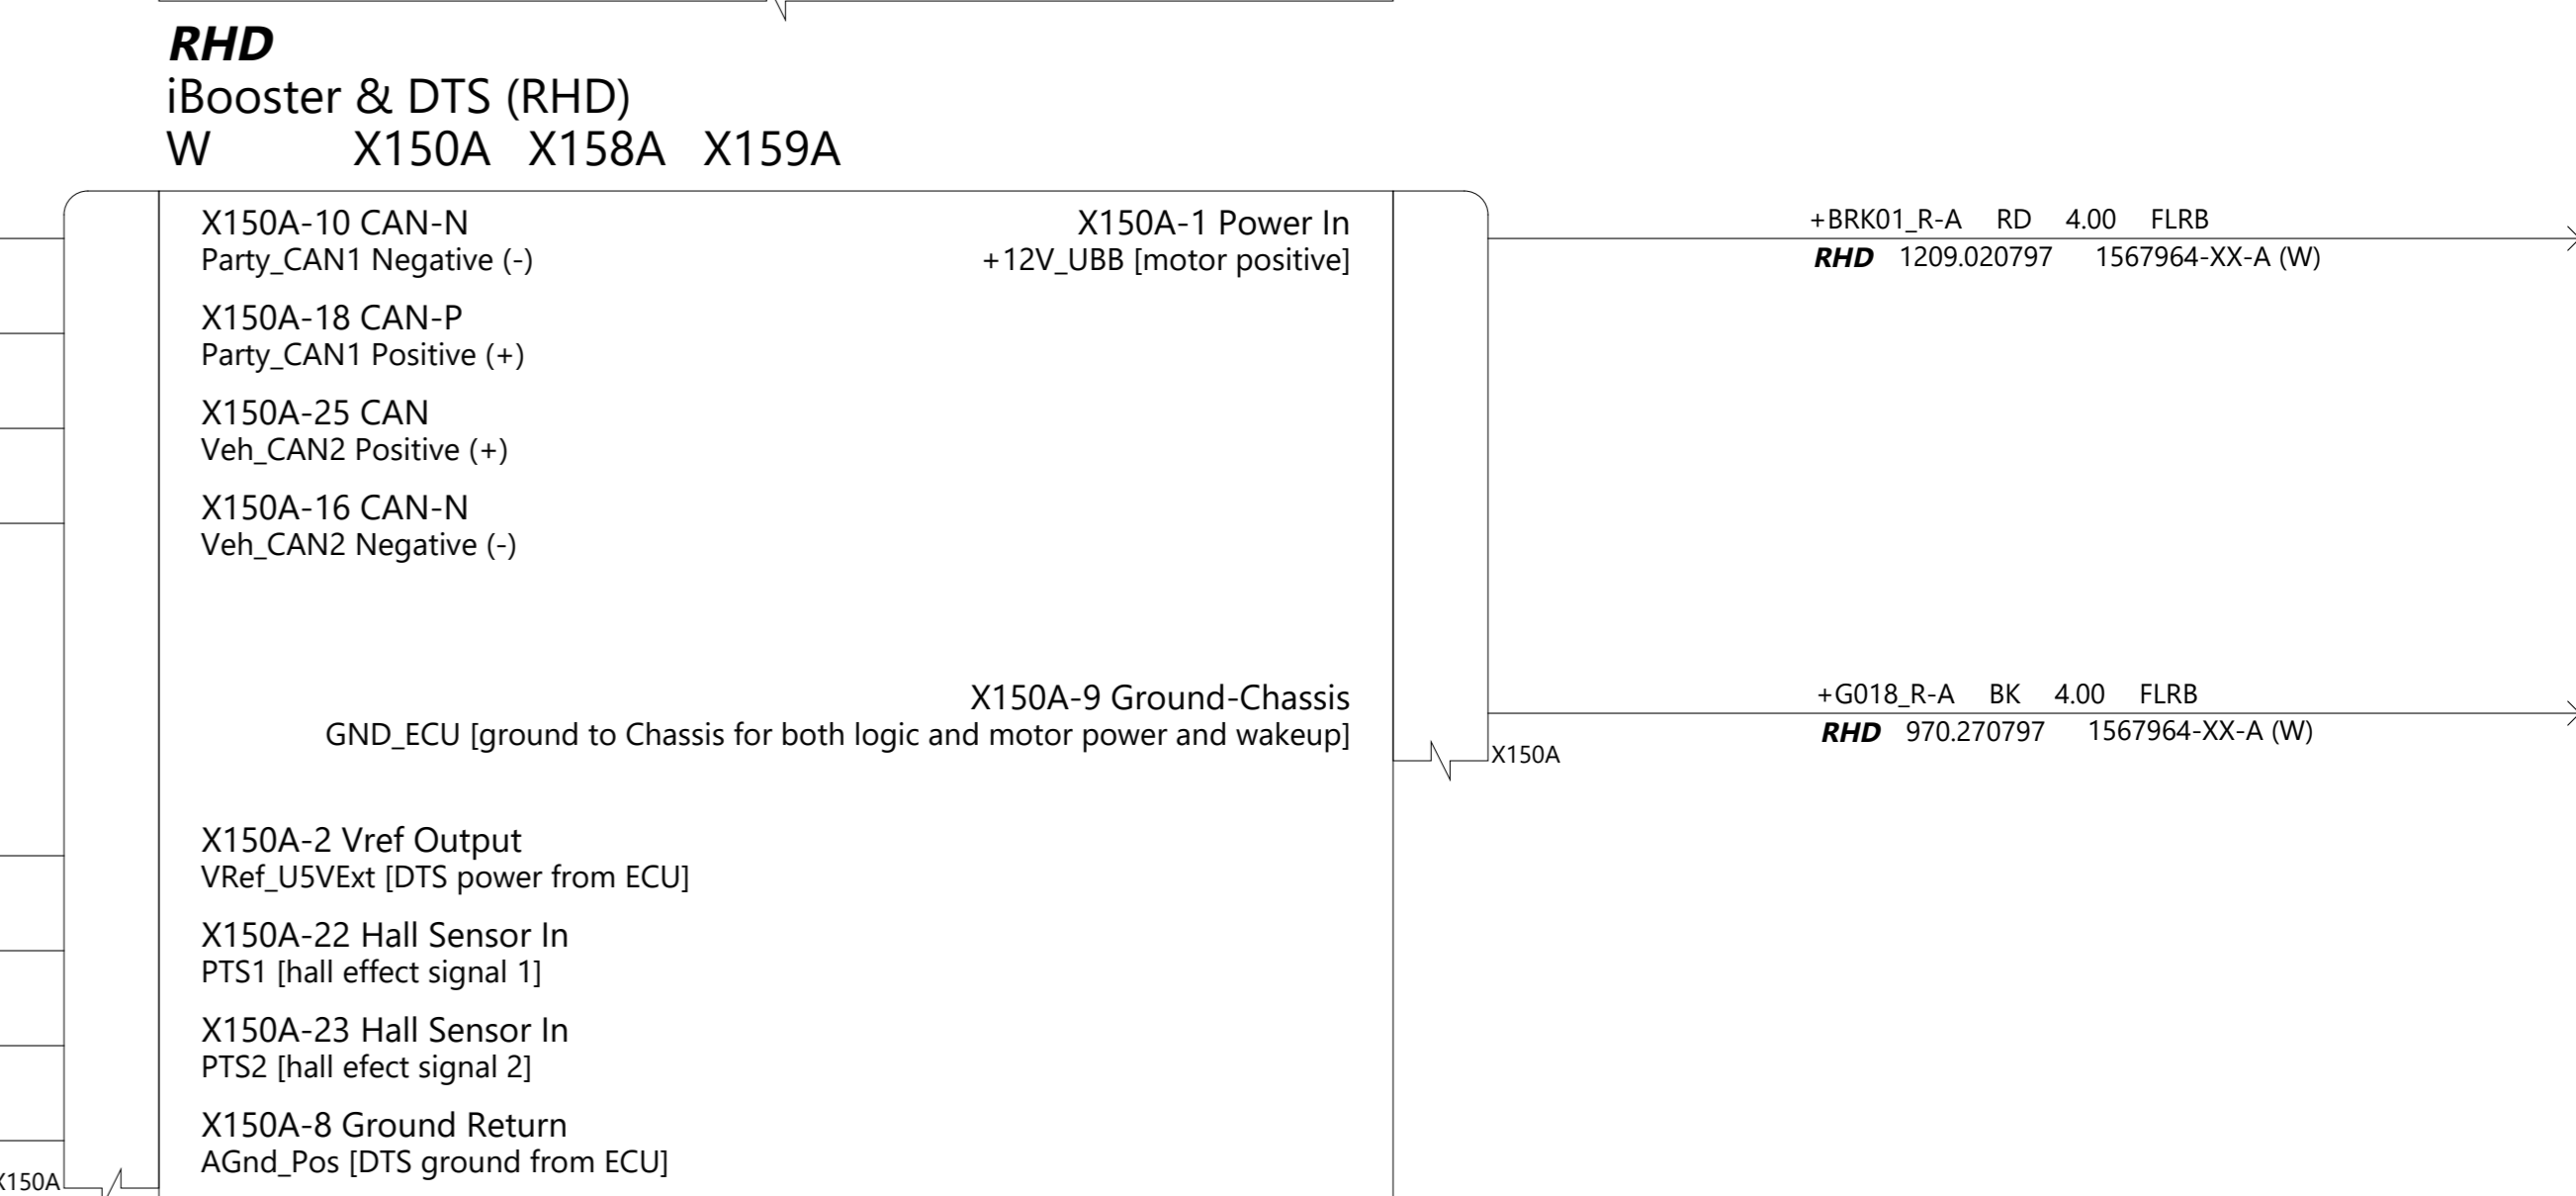 RHD
iBooster & DTS (RHD)
W X150A X158A X159A
X150A-10 CAN-N
Party_CAN1 Negative (-)
X150A-18 CAN-P
Party_CAN1 Positive (+)
X150A-25 CAN
Veh_CAN2 Positive (+)
X150A-16 CAN-N
Veh_CAN2 Negative (-)
X150A-1 Power In
+12V_UBB [motor positive]
+BRK01_R-A RD 4.00 FLRB
RHD 1209.020797 1567964-XX-A (W)
X150A-9 Ground-Chassis
GND_ECU [ground to Chassis for both logic and motor power and wakeup]
+G018_R-A BK 4.00 FLRB
RHD 970.270797 1567964-XX-A (W)
X150A
X150A-2 Vref Output
VRef_U5VExt [DTS power from ECU]
X150A-22 Hall Sensor In
PTS1 [hall effect signal 1]
X150A-23 Hall Sensor In
PTS2 [hall efect signal 2]
X150A-8 Ground Return
AGnd_Pos [DTS ground from ECU]
X150A